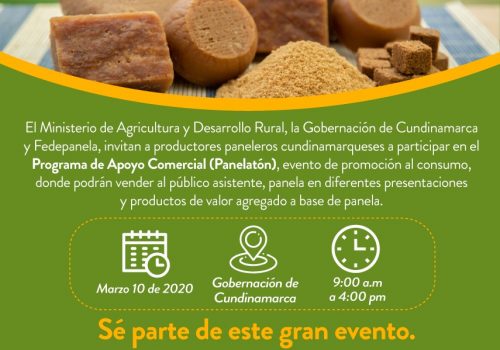 El Ministerio de Agricultura y Desarrollo Rural, la Gobernación de Cundinamarca
y Fedepanela, invitan a productores paneleros cundinamarqueses a participar en el
Programa de Apoyo Comercial (Panelatón), evento de promoción al consumo,
donde podrán vender al público asistente, panela en diferentes presentaciones
y productos de valor agregado a base de panela.
Marzo 10 de 2020
Gobernación de
Cundinamarca
9:00 a.m
a 4:00 pm
Sé parte de este gran evento.